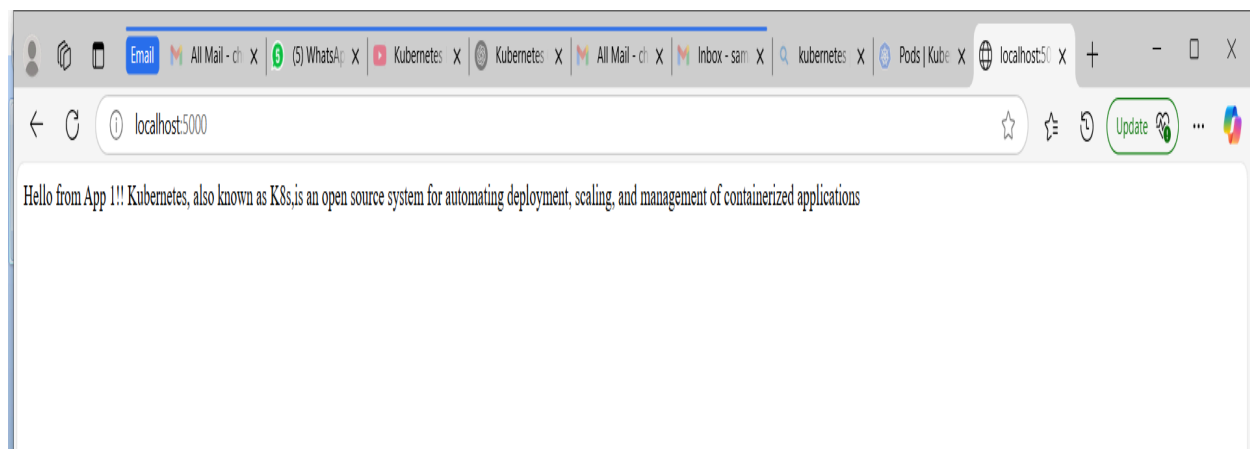 Email All Mail - ch (5) WhatsAp Kubernetes Kubernetes All Mail - ch Inbox - sam kubernetes Pods | Kube localhost:50
localhost:5000 Update
Hello from App 1!! Kubernetes, also known as K8s,is an open source system for automating deployment, scaling, and management of containerized applications